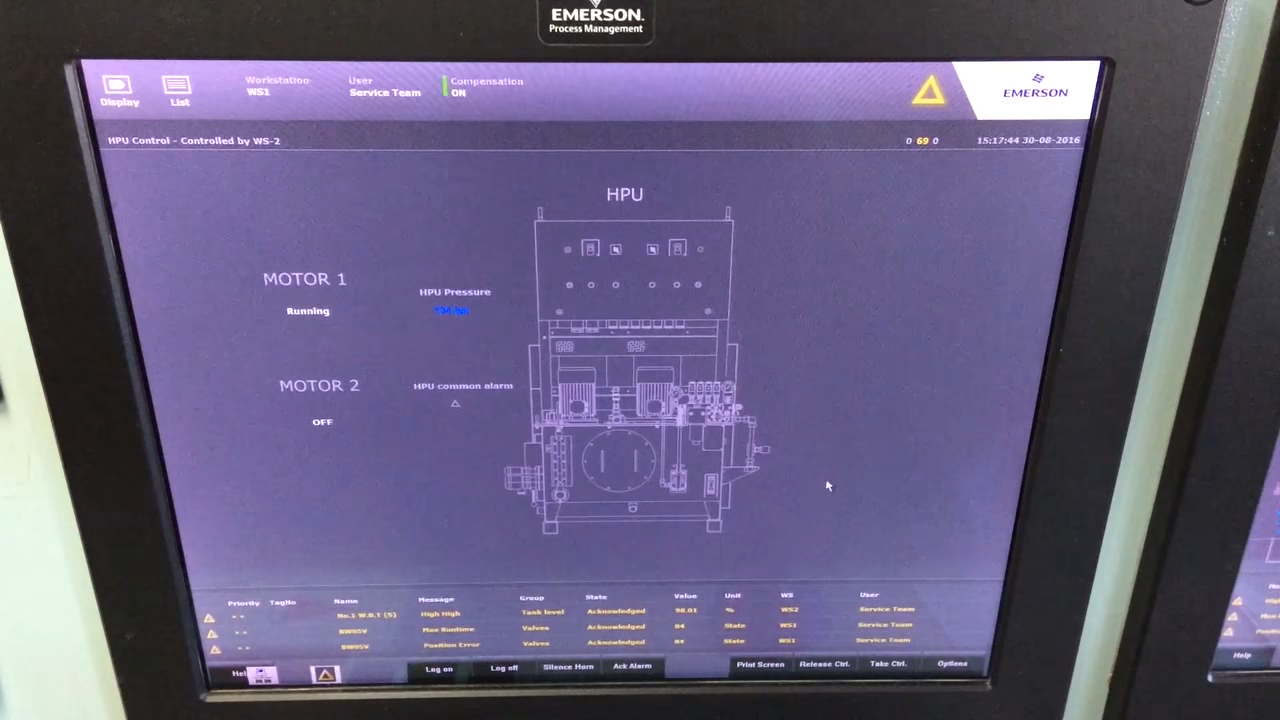 EMERSON.
Process Management
Display
List
Workstation
WS1
User
Service Team
Compensation
ON
EMERSON
HPU Control - Controlled by WS-2
0 69 0
15:17:44 30-08-2016
HPU
MOTOR 1
Running
HPU Pressure
MOTOR 2
OFF
HPU common alarm
Priority TagNo Name Message Group State Value Unit WS User
- - No.1 W.B.T (S) High High Tank level Acknowledged 98.01 % WS2 Service Team
- - BW05V Max Runtime Valves Acknowledged 84 State WS1 Service Team
- - BW05V Position Error Valves Acknowledged 84 State WS1 Service Team
Log on
Log off
Silence Horn
Ack Alarm
Print Screen
Release Ctrl.
Take Ctrl.
Options
Help